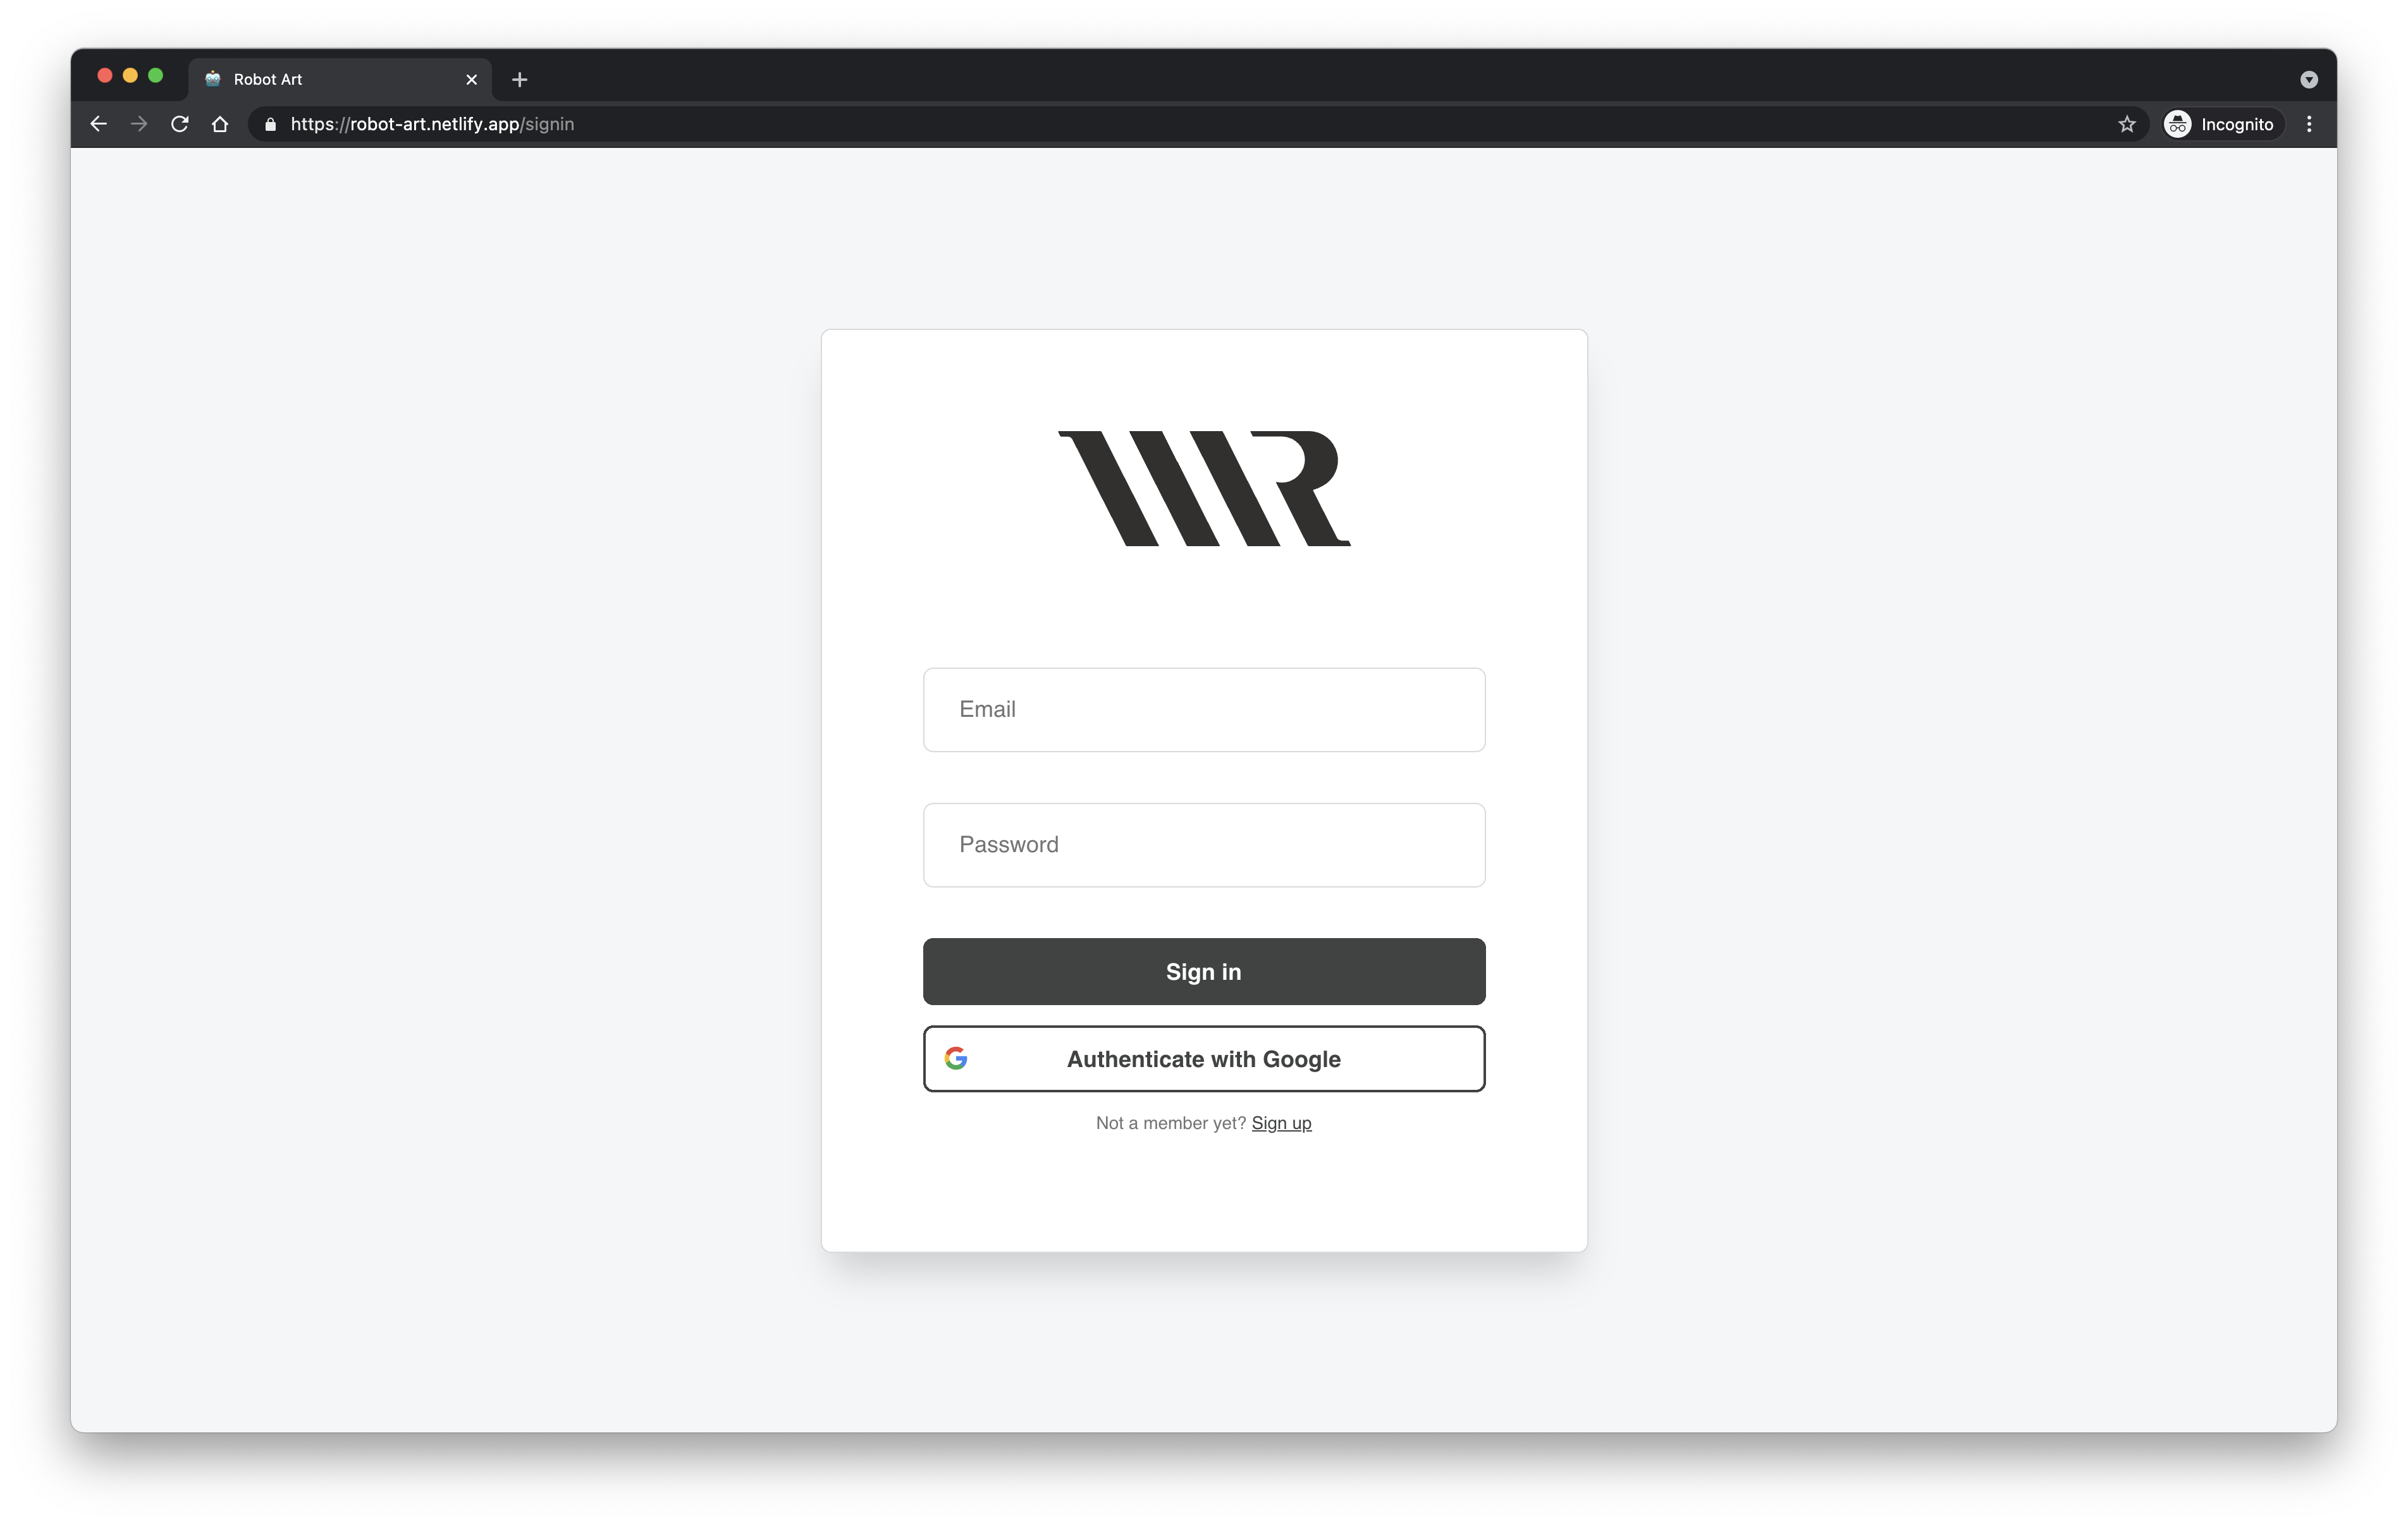 Robot Art
https://robot-art.netlify.app/signin
Incognito
WR
Email
Password
Sign in
Authenticate with Google
Not a member yet? Sign up